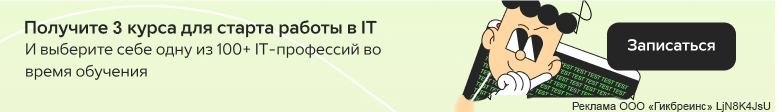 Получите 3 курса для старта работы в IT
И выберите себе одну из 100+ IT-профессий во
время обучения
Записаться
Реклама ООО «Гикбреинс» LjN8K4JsU